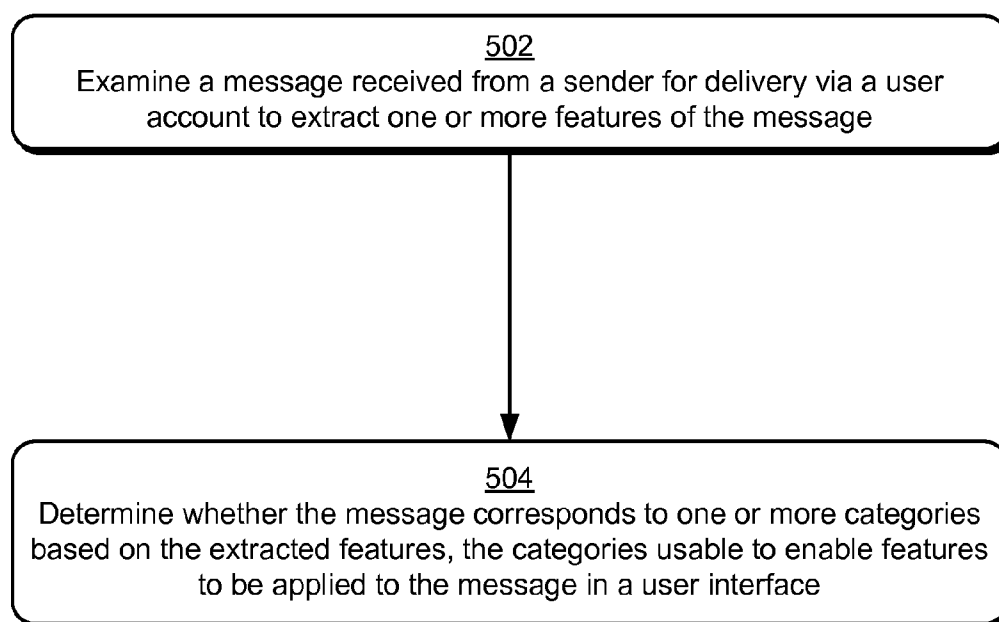 502
Examine a message received from a sender for delivery via a user
account to extract one or more features of the message
504
Determine whether the message corresponds to one or more categories
based on the extracted features, the categories usable to enable features
to be applied to the message in a user interface